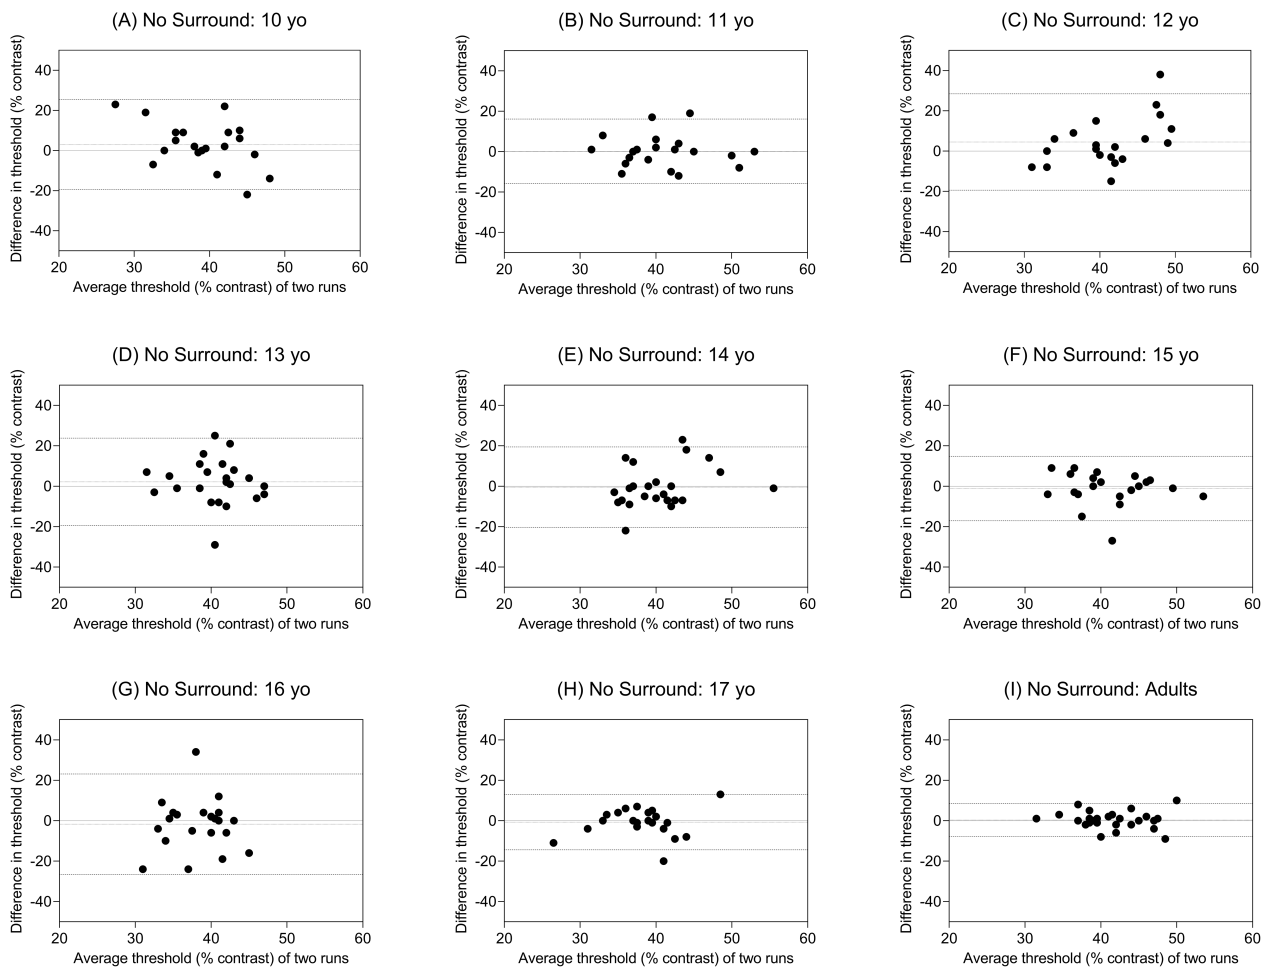 (A) No Surround: 10 yo
Difference in threshold (% contrast)
40
20
0
-20
-40
20 30 40 50 60
Average threshold (% contrast) of two runs
(B) No Surround: 11 yo
Difference in threshold (% contrast)
40
20
0
-20
-40
20 30 40 50 60
Average threshold (% contrast) of two runs
(C) No Surround: 12 yo
Difference in threshold (% contrast)
40
20
0
-20
-40
20 30 40 50 60
Average threshold (% contrast) of two runs
(D) No Surround: 13 yo
Difference in threshold (% contrast)
40
20
0
-20
-40
20 30 40 50 60
Average threshold (% contrast) of two runs
(E) No Surround: 14 yo
Difference in threshold (% contrast)
40
20
0
-20
-40
20 30 40 50 60
Average threshold (% contrast) of two runs
(F) No Surround: 15 yo
Difference in threshold (% contrast)
40
20
0
-20
-40
20 30 40 50 60
Average threshold (% contrast) of two runs
(G) No Surround: 16 yo
Difference in threshold (% contrast)
40
20
0
-20
-40
20 30 40 50 60
Average threshold (% contrast) of two runs
(H) No Surround: 17 yo
Difference in threshold (% contrast)
40
20
0
-20
-40
20 30 40 50 60
Average threshold (% contrast) of two runs
(I) No Surround: Adults
Difference in threshold (% contrast)
40
20
0
-20
-40
20 30 40 50 60
Average threshold (% contrast) of two runs